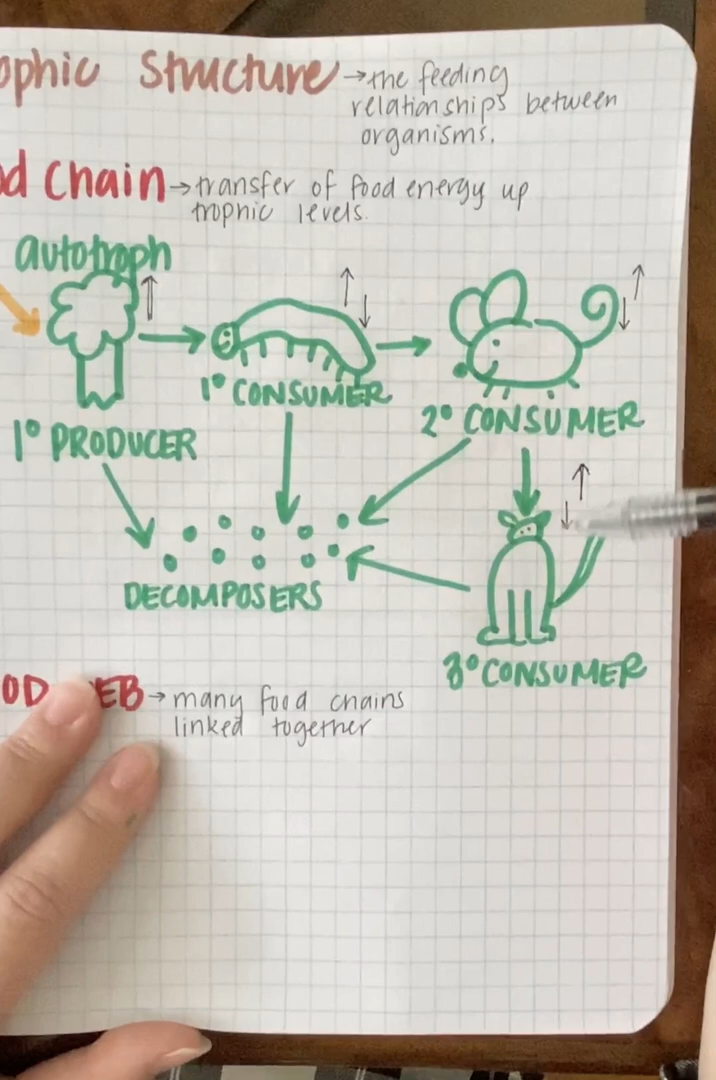 ophic Structure → the feeding
relationships between
organisms.
od Chain → transfer of food energy up
trophic levels.
autotroph
1° CONSUMER
2° CONSUMER
1° PRODUCER
DECOMPOSERS
3° CONSUMER
OD EB → many food chains
linked together